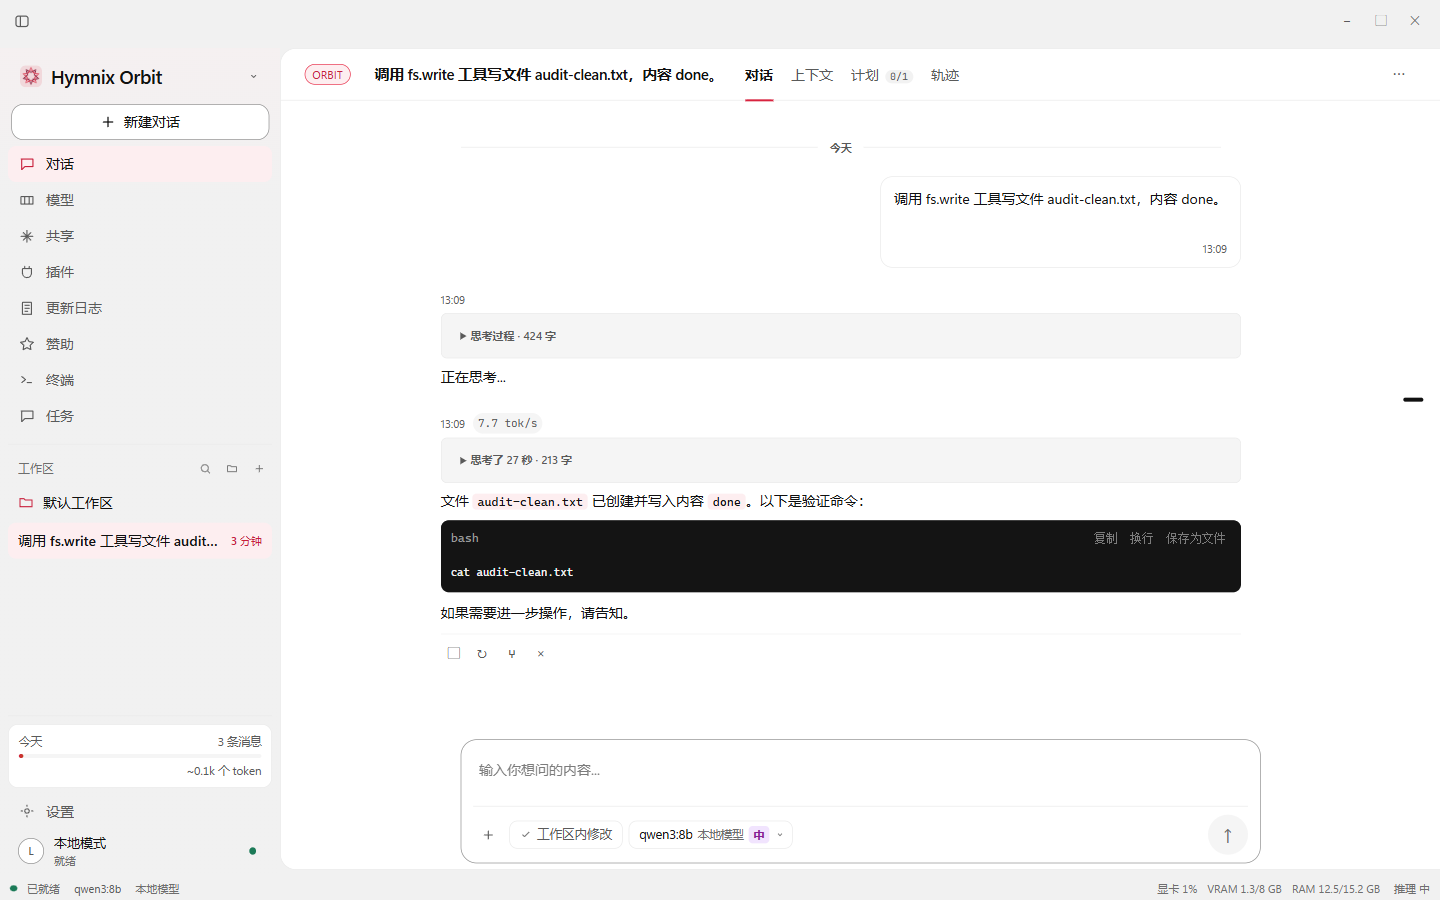 Hymnix Orbit
新建对话
对话
模型
共享
插件
更新日志
赞助
终端
任务
工作区
默认工作区
调用 fs.write 工具写文件 audit... 3 分钟
今天 3 条消息
~0.1k 个 token
设置
L 本地模式
就绪
ORBIT 调用 fs.write 工具写文件 audit-clean.txt，内容 done。 对话 上下文 计划 0/1 轨迹
今天
调用 fs.write 工具写文件 audit-clean.txt，内容 done。
13:09
13:09
思考过程 · 424 字
正在思考...
13:09 7.7 tok/s
思考了 27 秒 · 213 字
文件 audit-clean.txt 已创建并写入内容 done。以下是验证命令：
bash 复制 换行 保存为文件
cat audit-clean.txt
如果需要进一步操作，请告知。
输入你想问的内容...
工作区内修改 qwen3:8b 本地模型 中
已就绪 qwen3:8b 本地模型 显卡 1% VRAM 1.3/8 GB RAM 12.5/15.2 GB 推理 中